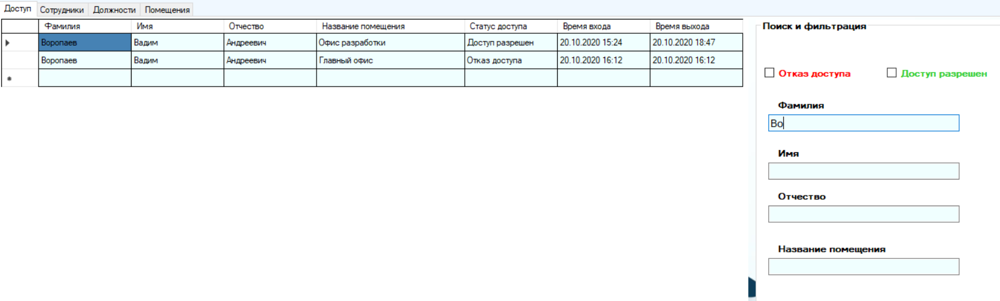 Доступ Сотрудники Должности Помещения
Фамилия Имя Отчество Название помещения Статус доступа Время входа Время выхода
Воропаев Вадим Андреевич Офис разработки Доступ разрешен 20.10.2020 15:24 20.10.2020 18:47
Воропаев Вадим Андреевич Главный офис Отказ доступа 20.10.2020 16:12 20.10.2020 16:12
Поиск и фильтрация
Отказ доступа Доступ разрешен
Фамилия
Во
Имя
Отчество
Название помещения